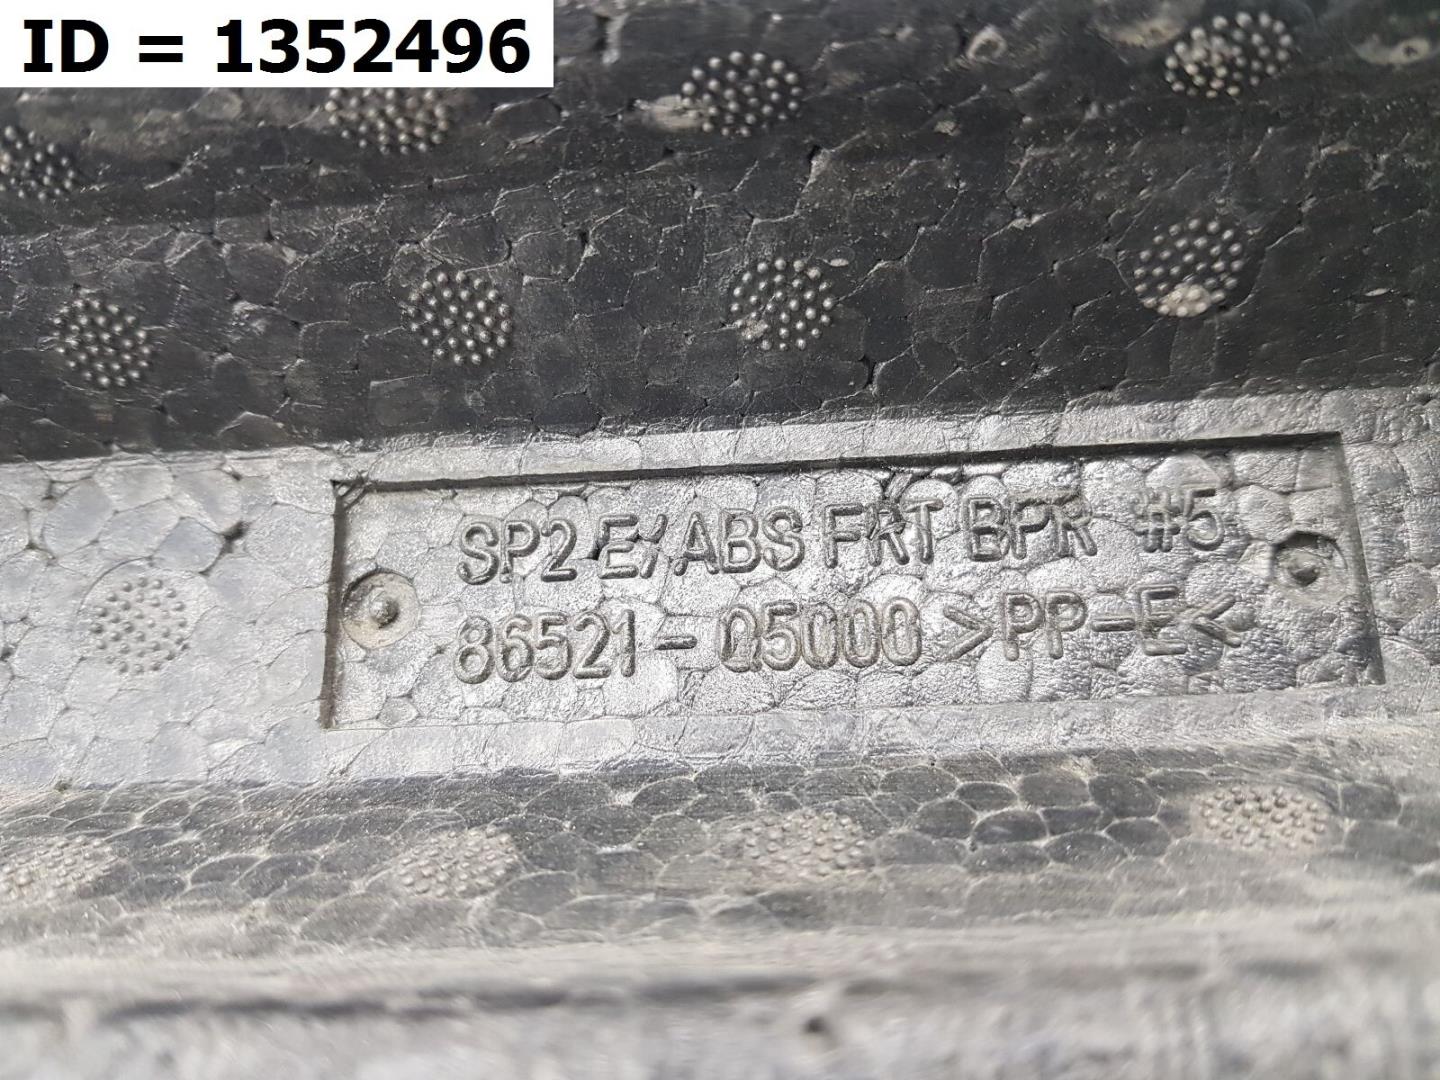 ID = 1352496
SP2 E/ABS FRT BPR #5
86521-Q5000 >PP-E<